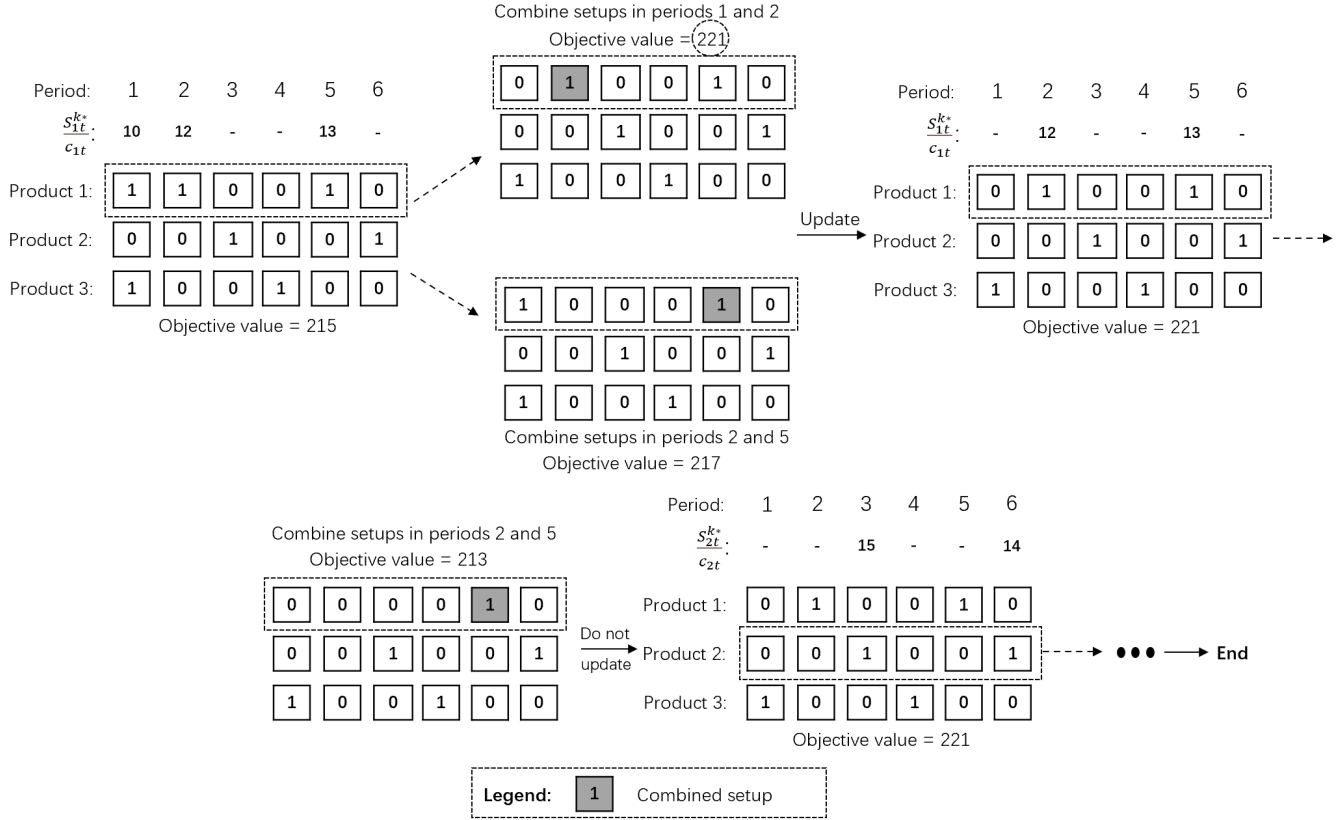 Combine setups in periods 1 and 2
Objective value = 221
0 1 0 0 1 0
0 0 1 0 0 1
1 0 0 1 0 0
Period: 1 2 3 4 5 6
S_{1t}^{k*}/c_{1t}: 10 12 - - 13 -
Product 1: 1 1 0 0 1 0
Product 2: 0 0 1 0 0 1
Product 3: 1 0 0 1 0 0
Objective value = 215
1 0 0 0 1 0
0 0 1 0 0 1
1 0 0 1 0 0
Combine setups in periods 2 and 5
Objective value = 217
Update
Period: 1 2 3 4 5 6
S_{1t}^{k*}/c_{1t}: - 12 - - 13 -
Product 1: 0 1 0 0 1 0
Product 2: 0 0 1 0 0 1
Product 3: 1 0 0 1 0 0
Objective value = 221
Combine setups in periods 2 and 5
Objective value = 213
0 0 0 0 1 0
0 0 1 0 0 1
1 0 0 1 0 0
Do not
update
Period: 1 2 3 4 5 6
S_{2t}^{k*}/c_{2t}: - - 15 - - 14
Product 1: 0 1 0 0 1 0
Product 2: 0 0 1 0 0 1
Product 3: 1 0 0 1 0 0
Objective value = 221
End
Legend: 1 Combined setup